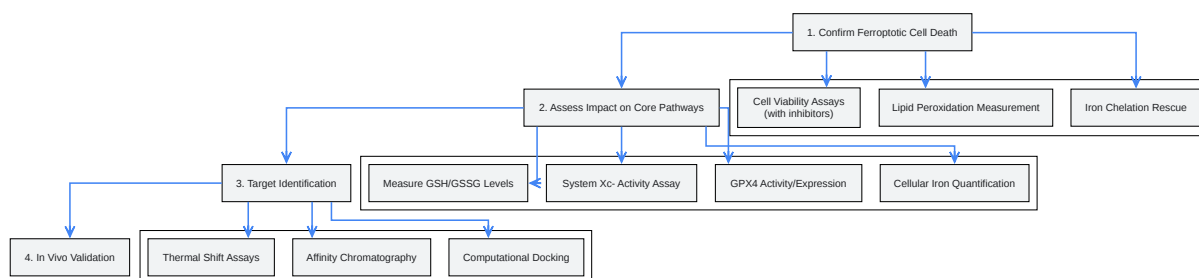 1. Confirm Ferroptotic Cell Death
Cell Viability Assays
(with inhibitors)
Lipid Peroxidation Measurement
Iron Chelation Rescue
2. Assess Impact on Core Pathways
Measure GSH/GSSG Levels
System Xc- Activity Assay
GPX4 Activity/Expression
Cellular Iron Quantification
3. Target Identification
4. In Vivo Validation
Thermal Shift Assays
Affinity Chromatography
Computational Docking